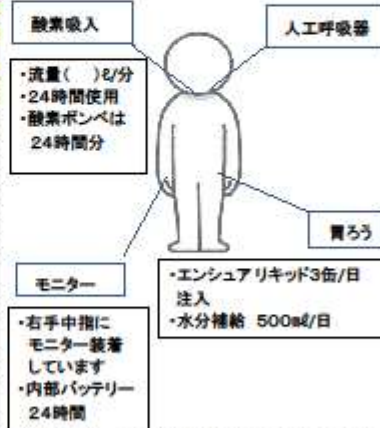 酸素吸入
人工呼吸器
・流量(　　)ℓ/分
・24時間使用
・酸素ボンベは
24時間分
胃ろう
・エンシュアリキッド3缶/日
注入
・水分補給 500㎖/日
モニター
・右手中指に
モニター装着
しています
・内部バッテリー
24時間